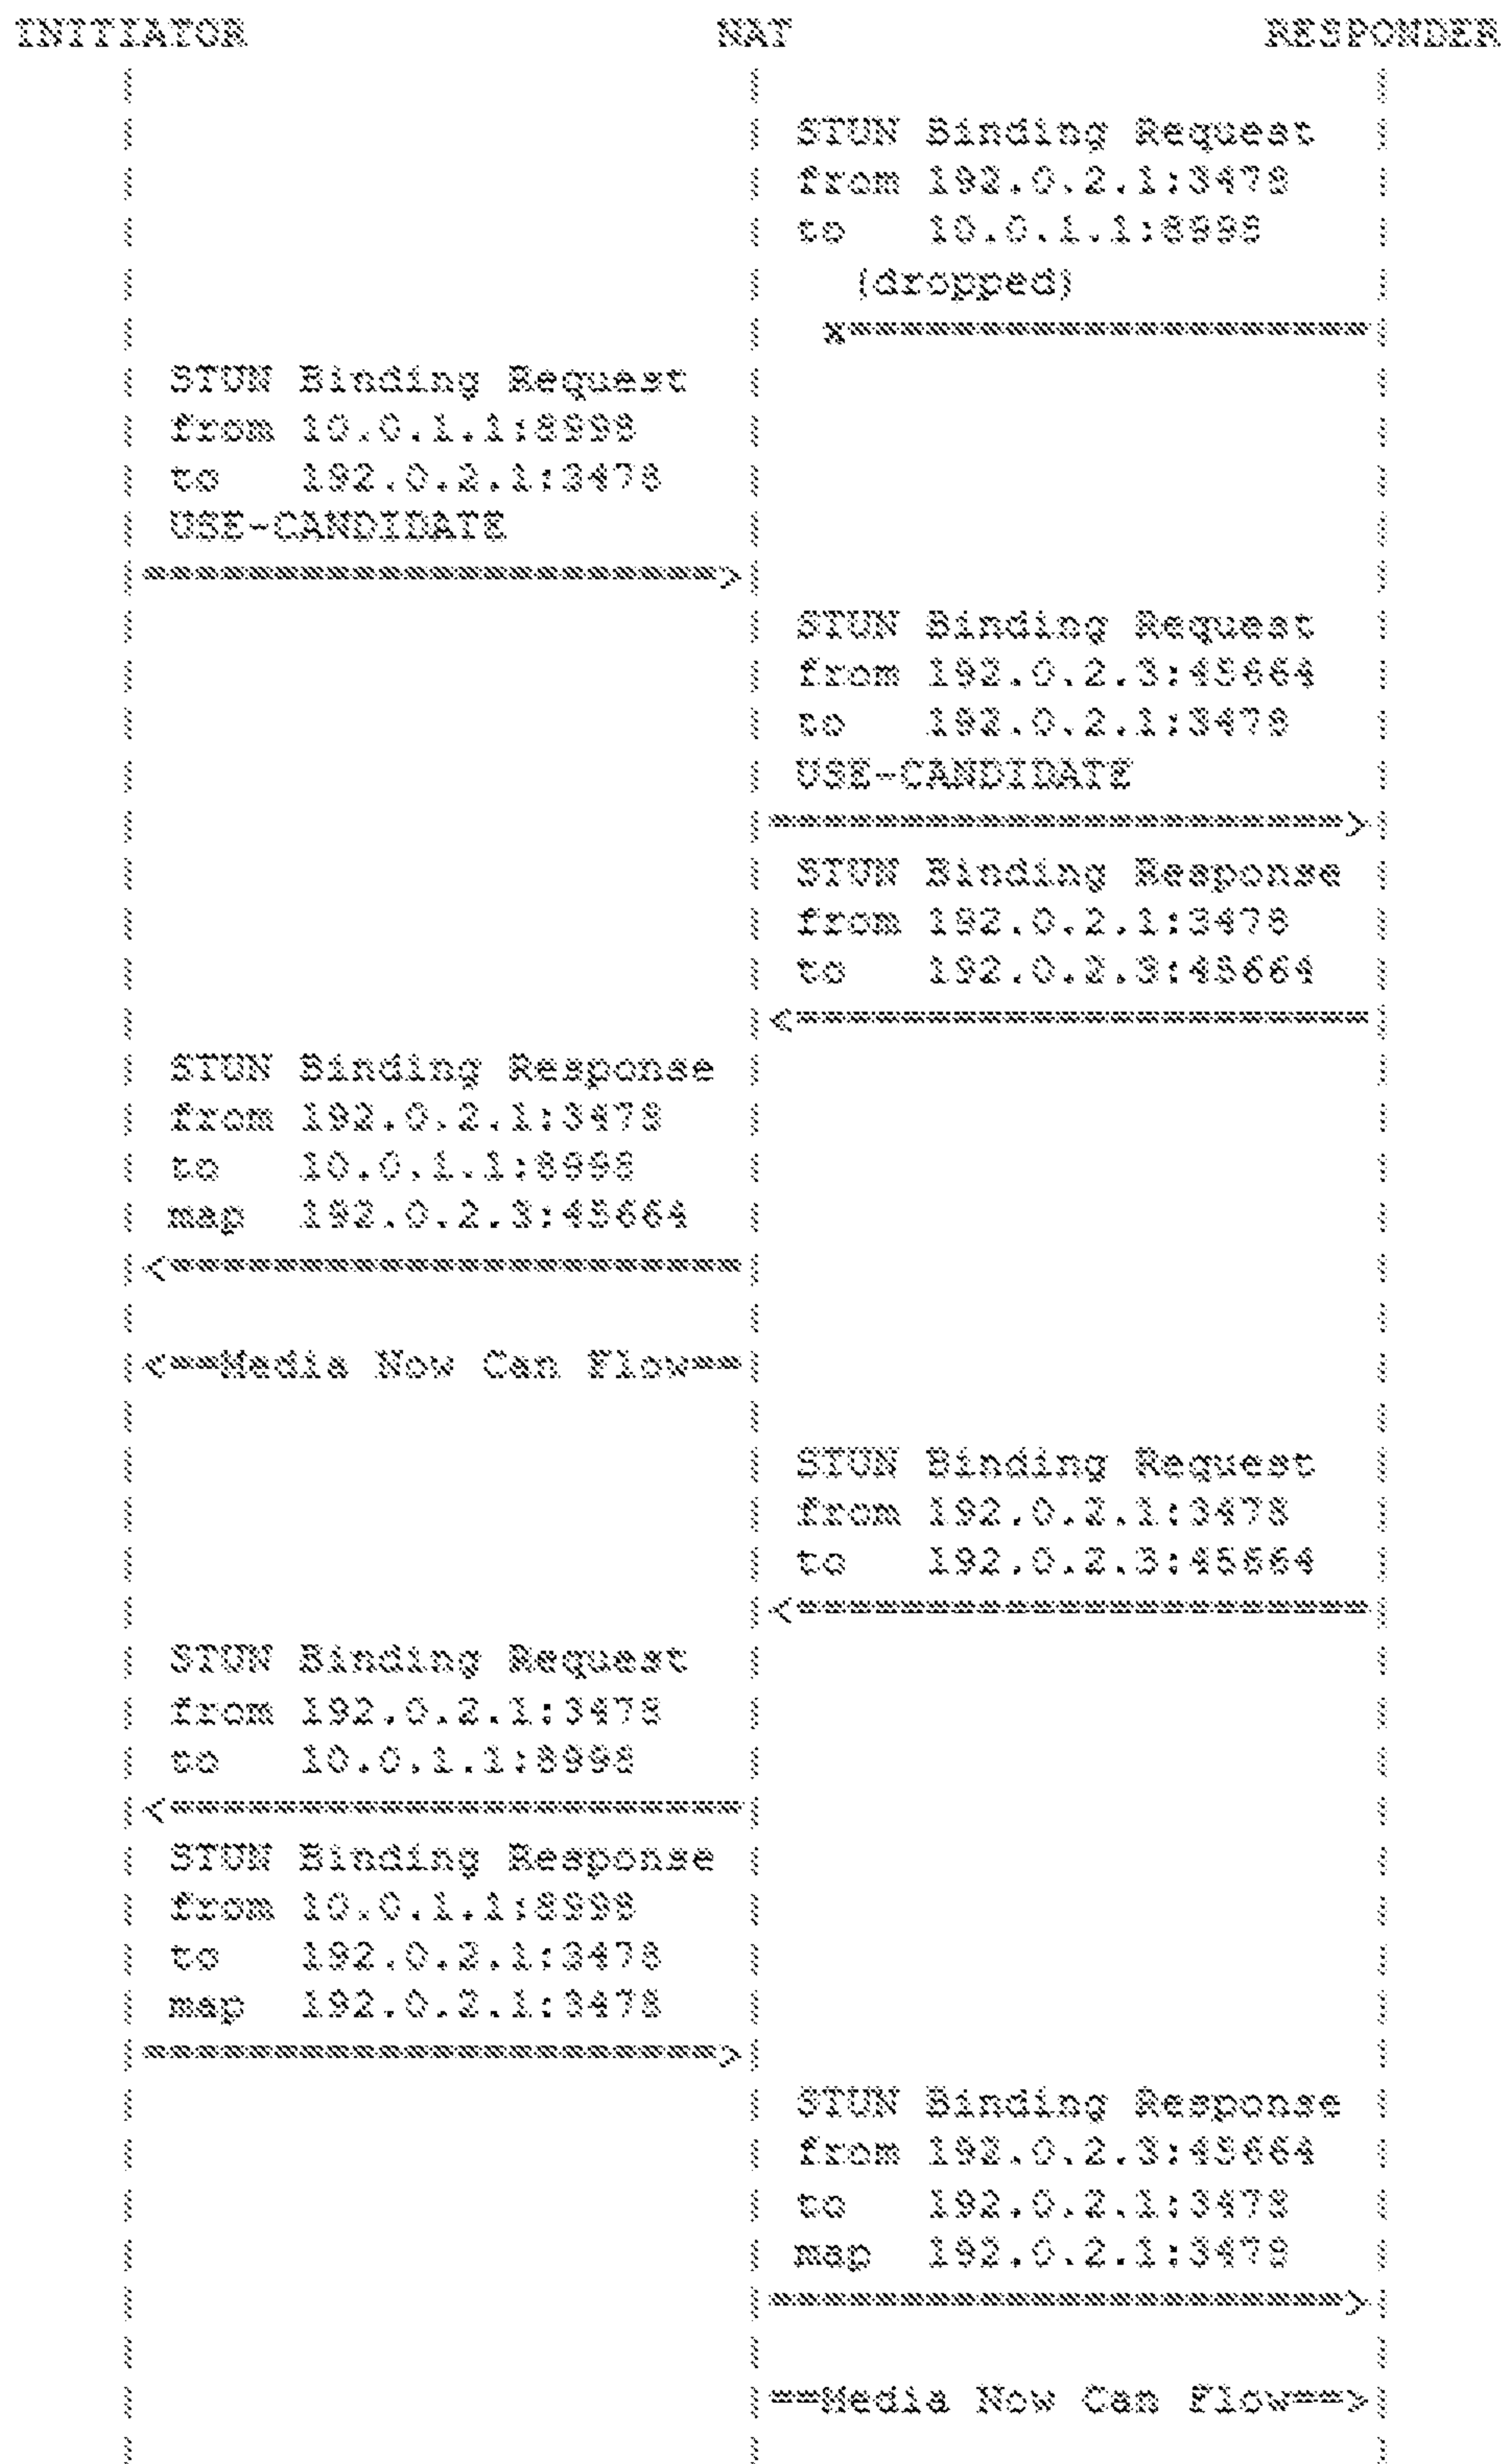 INITIATOR                    NAT                    RESPONDER
STUN Binding Request
from 192.0.2.1:3478
to   10.0.1.1:8998
(dropped)
x=====================
STUN Binding Request
from 10.0.1.1:8998
to   192.0.2.1:3478
USE-CANDIDATE
======================>
STUN Binding Request
from 192.0.2.3:45664
to   192.0.2.1:3478
USE-CANDIDATE
======================>
STUN Binding Response
from 192.0.2.1:3478
to   192.0.2.3:45664
<======================
STUN Binding Response
from 192.0.2.1:3478
to   10.0.1.1:8998
map  192.0.2.3:45664
<======================
<==Media Now Can Flow==
STUN Binding Request
from 192.0.2.1:3478
to   192.0.2.3:45664
<======================
STUN Binding Request
from 192.0.2.1:3478
to   10.0.1.1:8998
<======================
STUN Binding Response
from 10.0.1.1:8998
to   192.0.2.1:3478
map  192.0.2.1:3478
======================>
STUN Binding Response
from 192.0.2.3:45664
to   192.0.2.1:3478
map  192.0.2.1:3478
======================>
==Media Now Can Flow==>